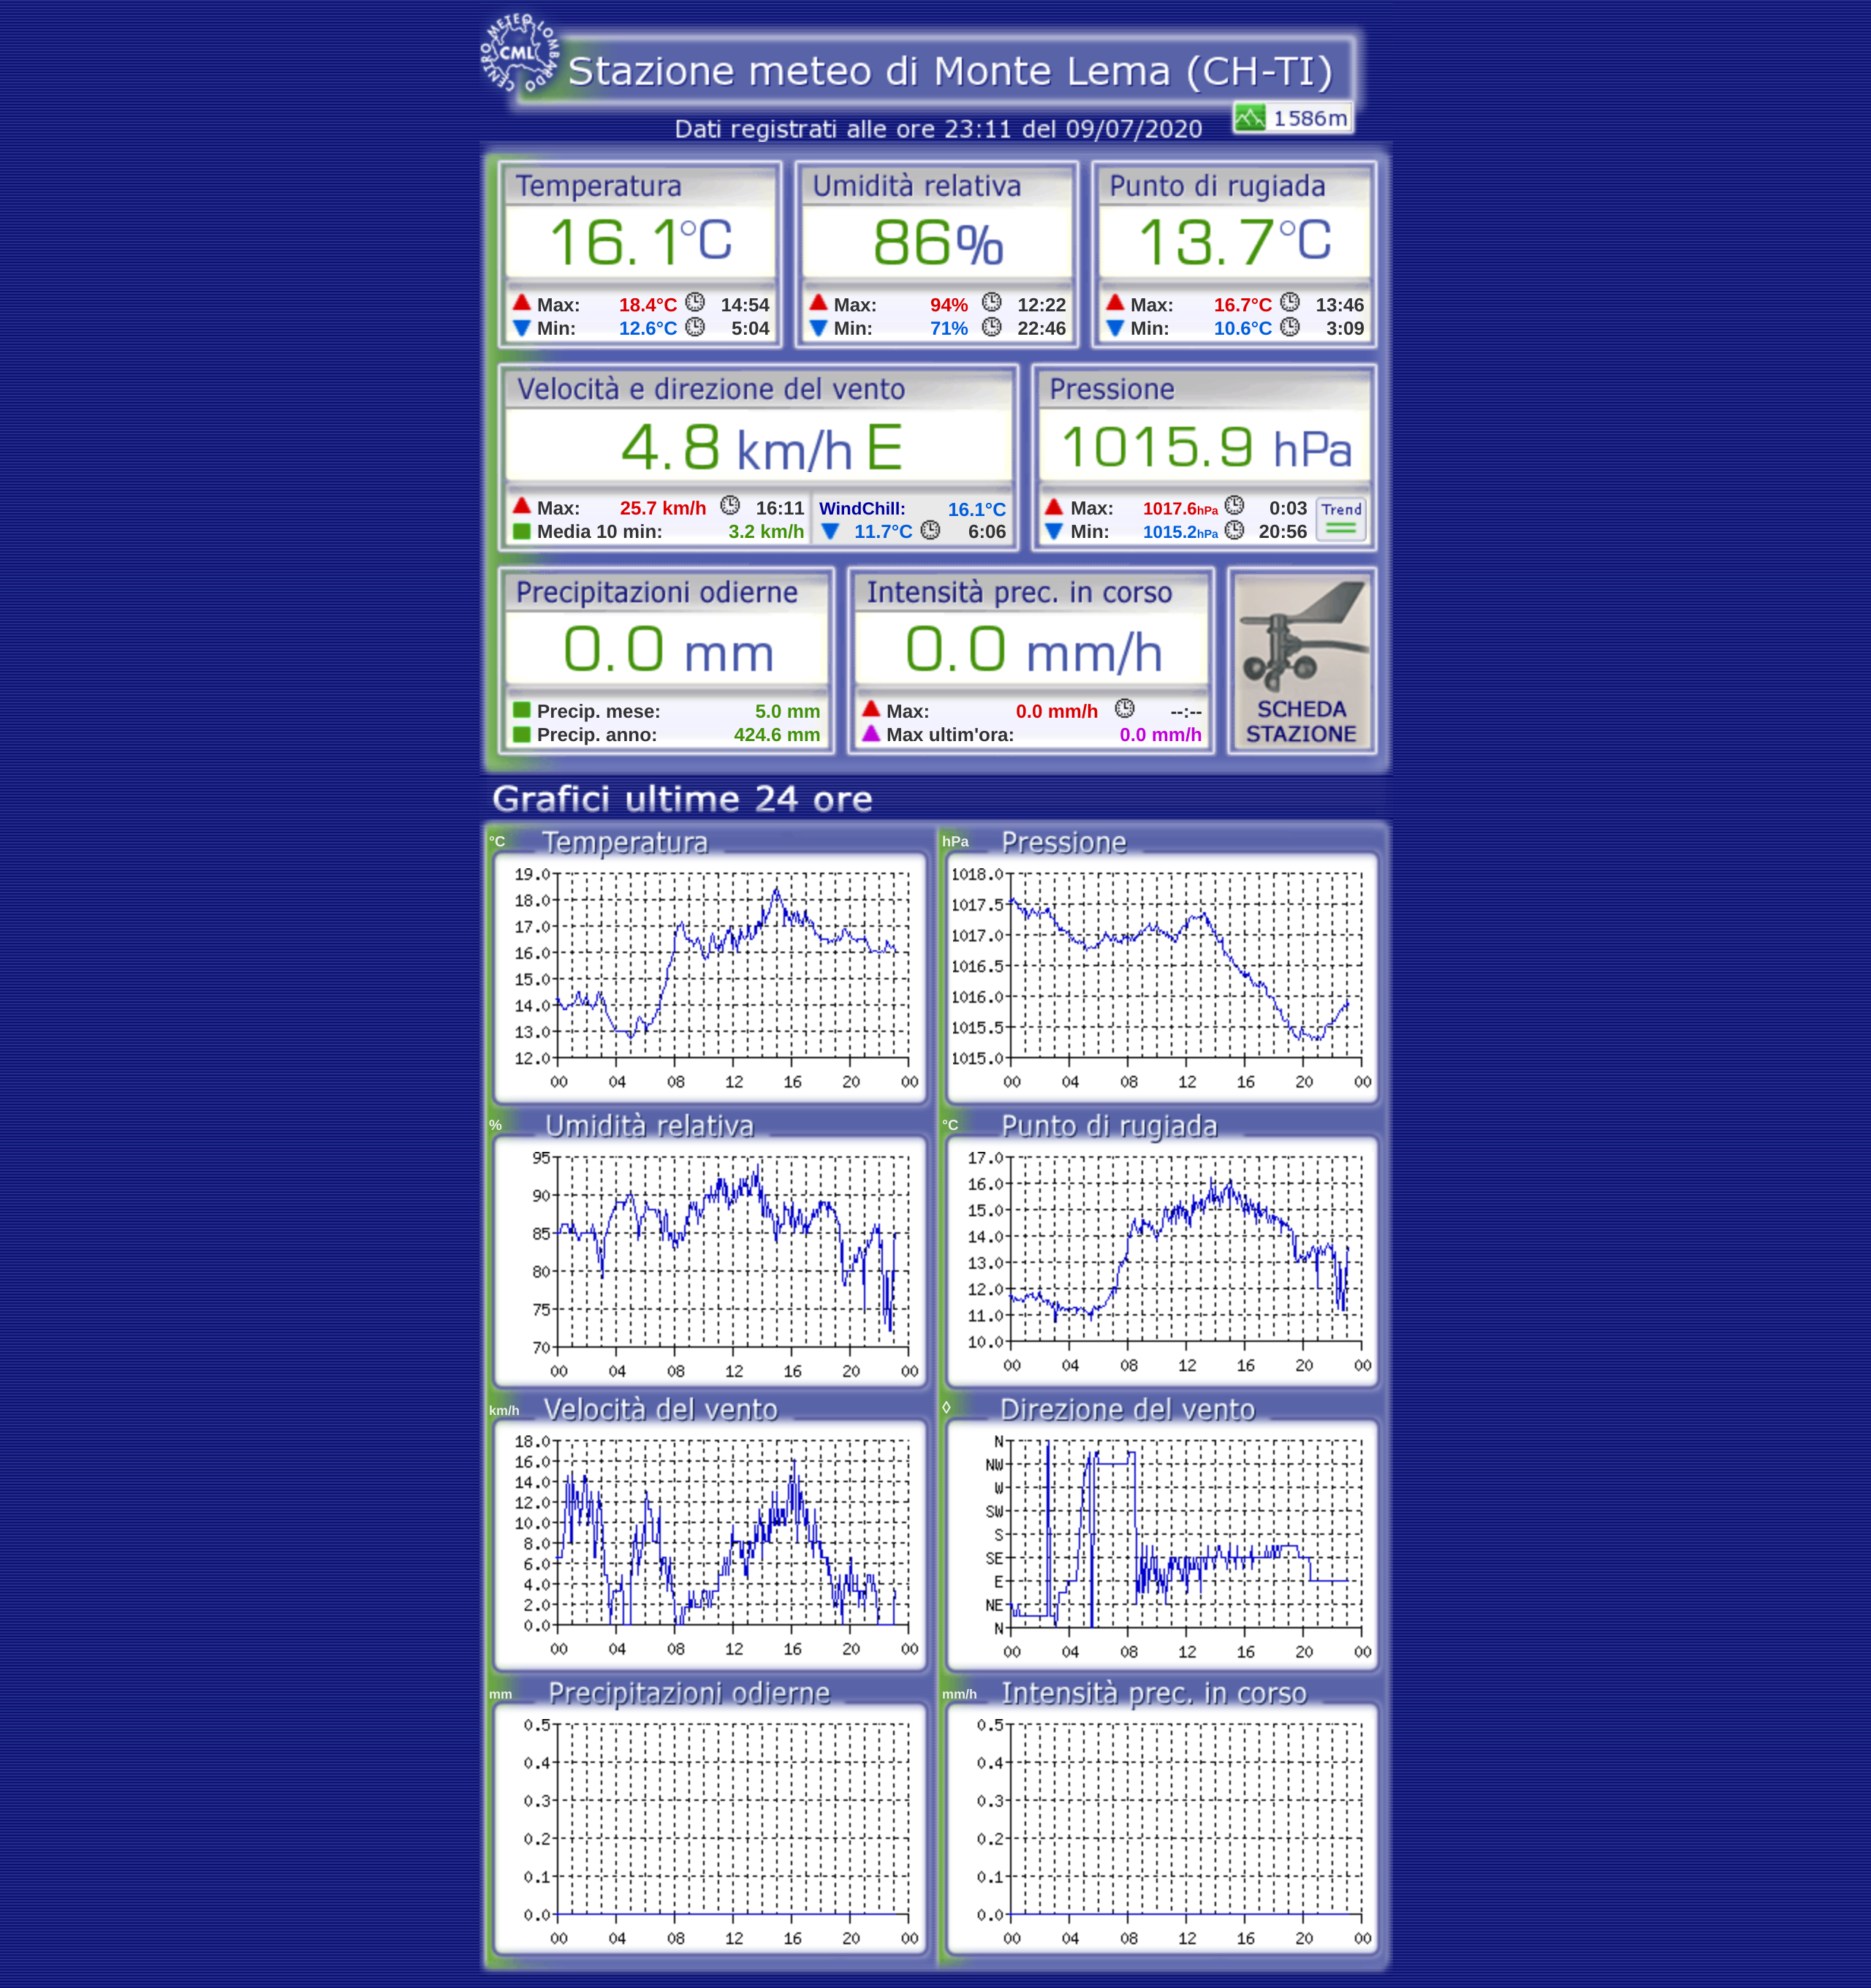 CENTRO METEO LOMBARDO
CML
Stazione meteo di Monte Lema (CH-TI)
1586m
Dati registrati alle ore 23:11 del 09/07/2020
Temperatura
16.1°C
Max: 18.4°C 14:54
Min: 12.6°C 5:04
Umidità relativa
86%
Max: 94% 12:22
Min: 71% 22:46
Punto di rugiada
13.7°C
Max: 16.7°C 13:46
Min: 10.6°C 3:09
Velocità e direzione del vento
4.8 km/h E
Max: 25.7 km/h 16:11
Media 10 min: 3.2 km/h
WindChill: 16.1°C
11.7°C 6:06
Pressione
1015.9 hPa
Max: 1017.6hPa 0:03
Min: 1015.2hPa 20:56
Trend
Precipitazioni odierne
0.0 mm
Precip. mese: 5.0 mm
Precip. anno: 424.6 mm
Intensità prec. in corso
0.0 mm/h
Max: 0.0 mm/h --:--
Max ultim'ora: 0.0 mm/h
SCHEDA
STAZIONE
Grafici ultime 24 ore
°C Temperatura
19.0
18.0
17.0
16.0
15.0
14.0
13.0
12.0
00 04 08 12 16 20 00
hPa Pressione
1018.0
1017.5
1017.0
1016.5
1016.0
1015.5
1015.0
00 04 08 12 16 20 00
% Umidità relativa
95
90
85
80
75
70
00 04 08 12 16 20 00
°C Punto di rugiada
17.0
16.0
15.0
14.0
13.0
12.0
11.0
10.0
00 04 08 12 16 20 00
km/h Velocità del vento
18.0
16.0
14.0
12.0
10.0
8.0
6.0
4.0
2.0
0.0
00 04 08 12 16 20 00
◊ Direzione del vento
N
NW
W
SW
S
SE
E
NE
N
00 04 08 12 16 20 00
mm Precipitazioni odierne
0.5
0.4
0.3
0.2
0.1
0.0
00 04 08 12 16 20 00
mm/h Intensità prec. in corso
0.5
0.4
0.3
0.2
0.1
0.0
00 04 08 12 16 20 00